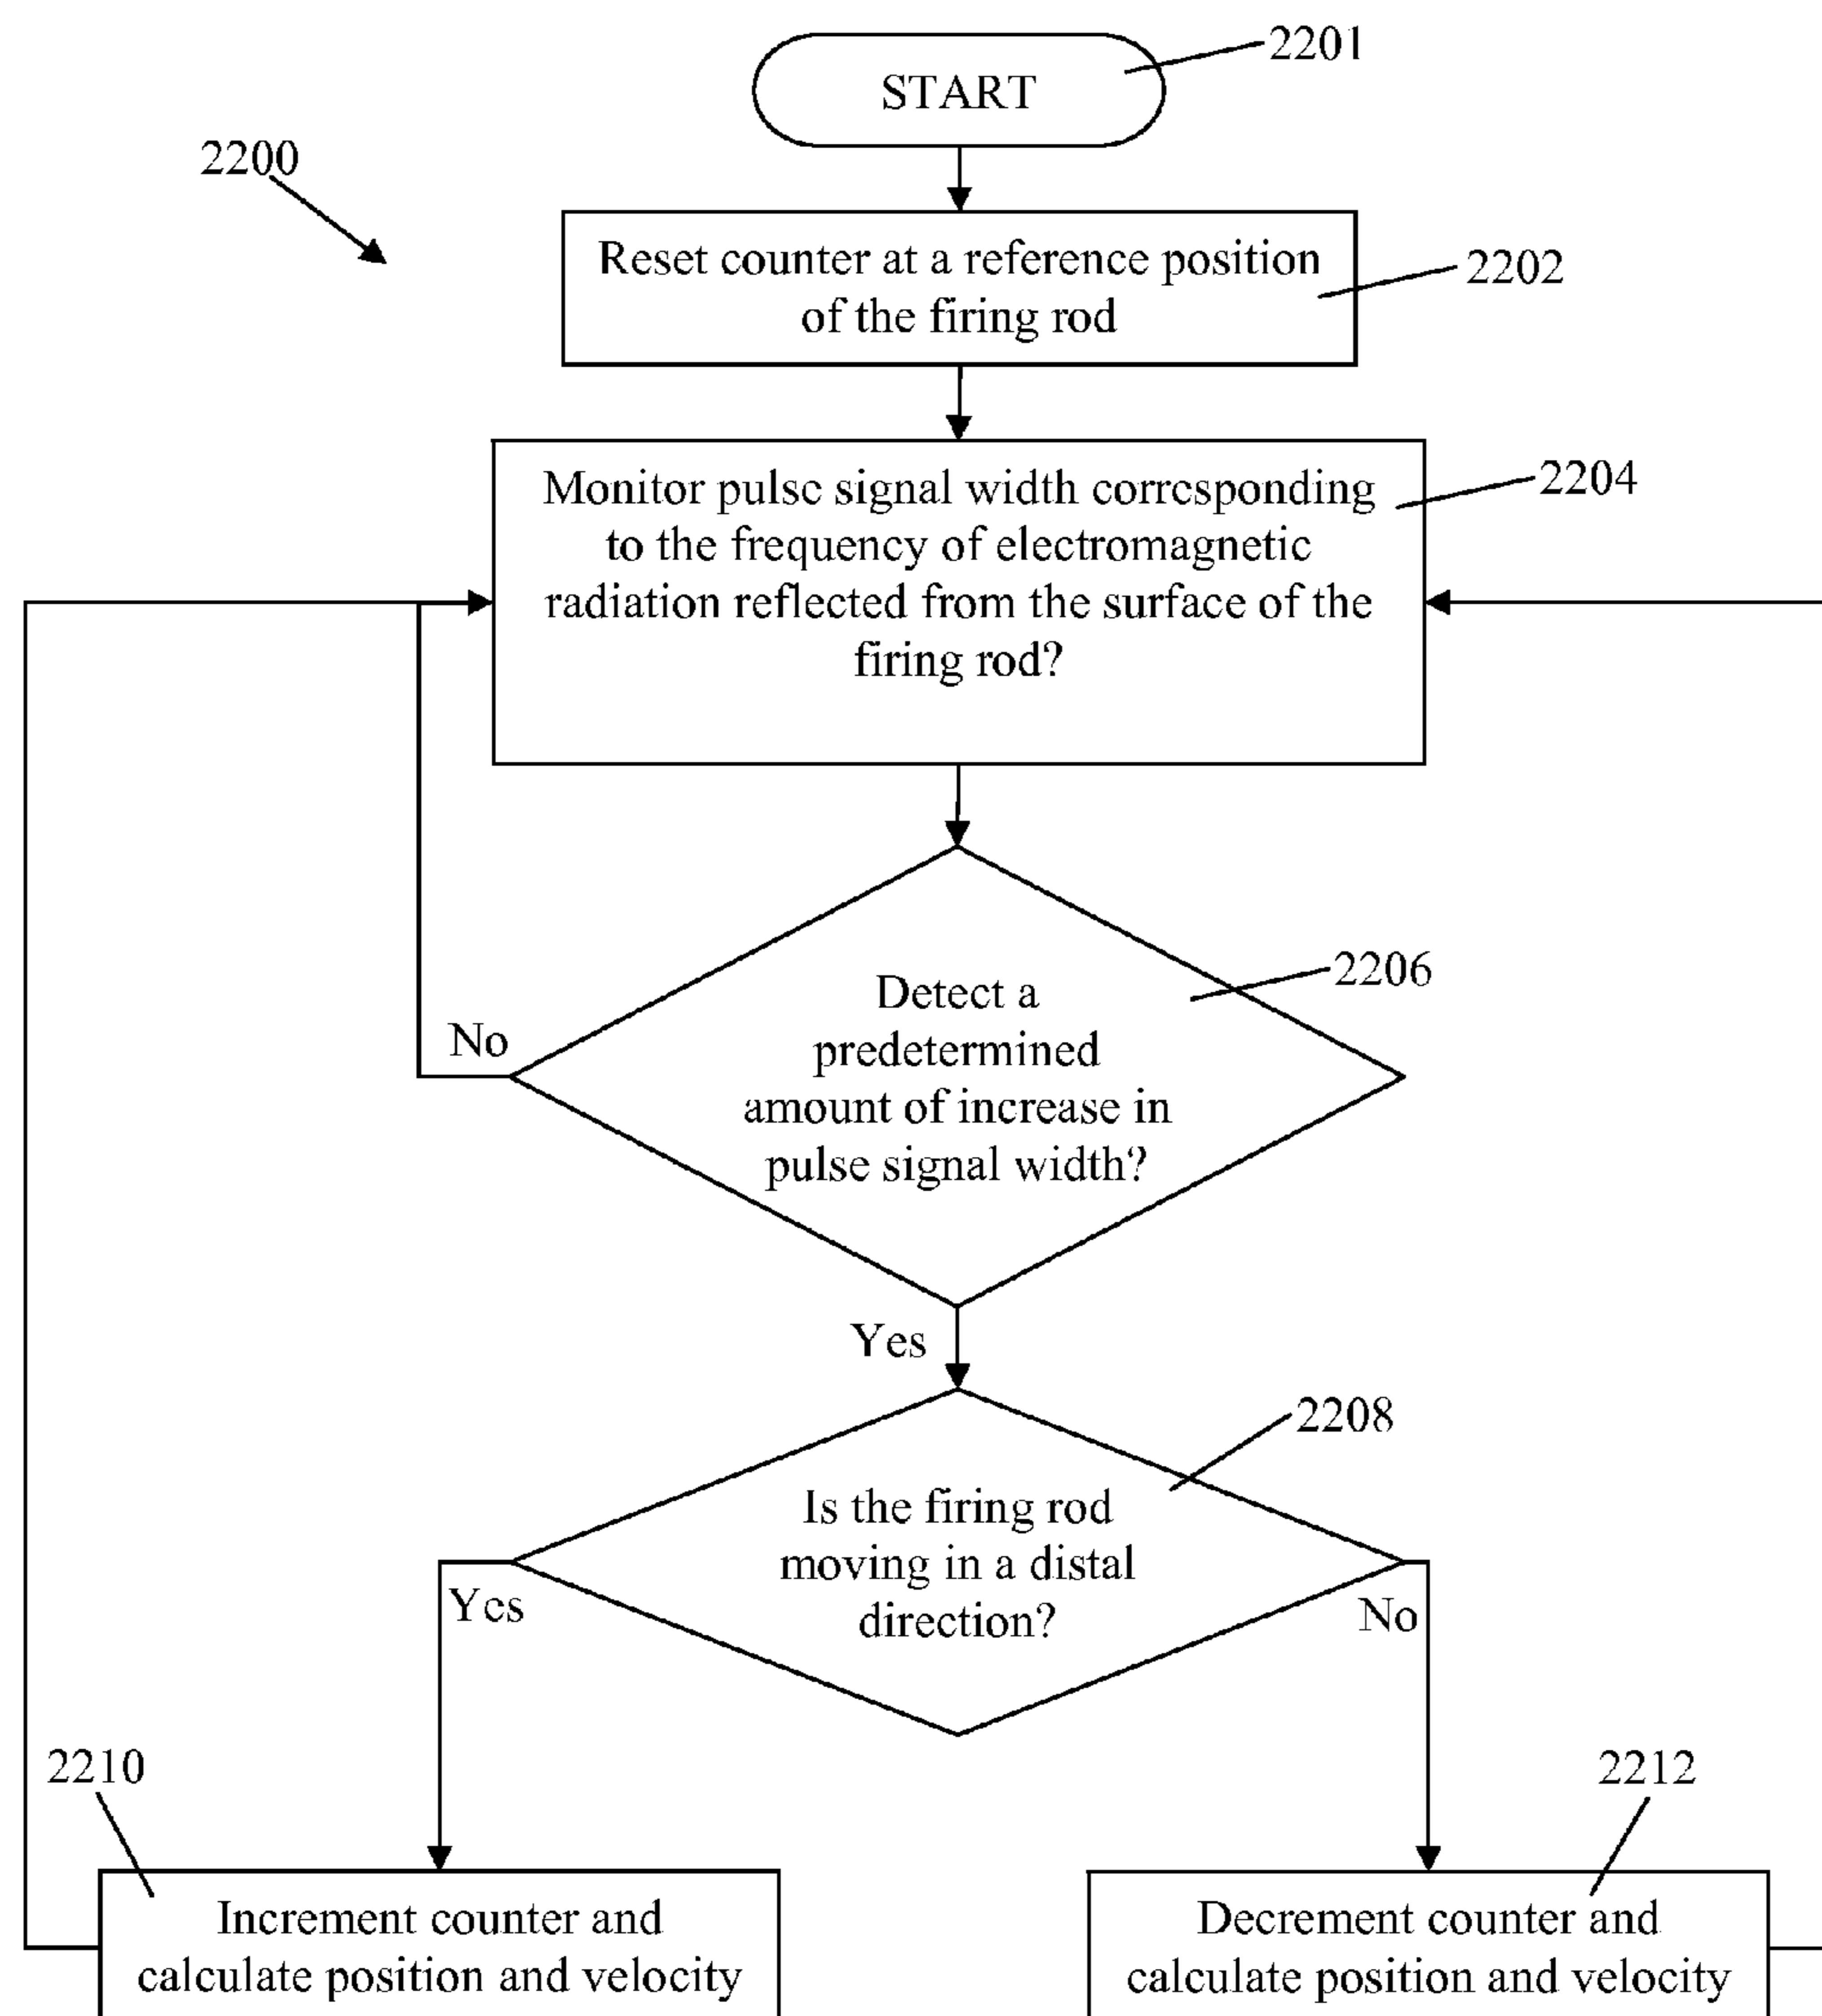 2201
START
2200
Reset counter at a reference position
of the firing rod
2202
Monitor pulse signal width corresponding
to the frequency of electromagnetic
radiation reflected from the surface of the
firing rod?
2204
Detect a
predetermined
amount of increase in
pulse signal width?
2206
No
Yes
2208
Is the firing rod
moving in a distal
direction?
Yes
No
2210
2212
Increment counter and
calculate position and velocity
Decrement counter and
calculate position and velocity